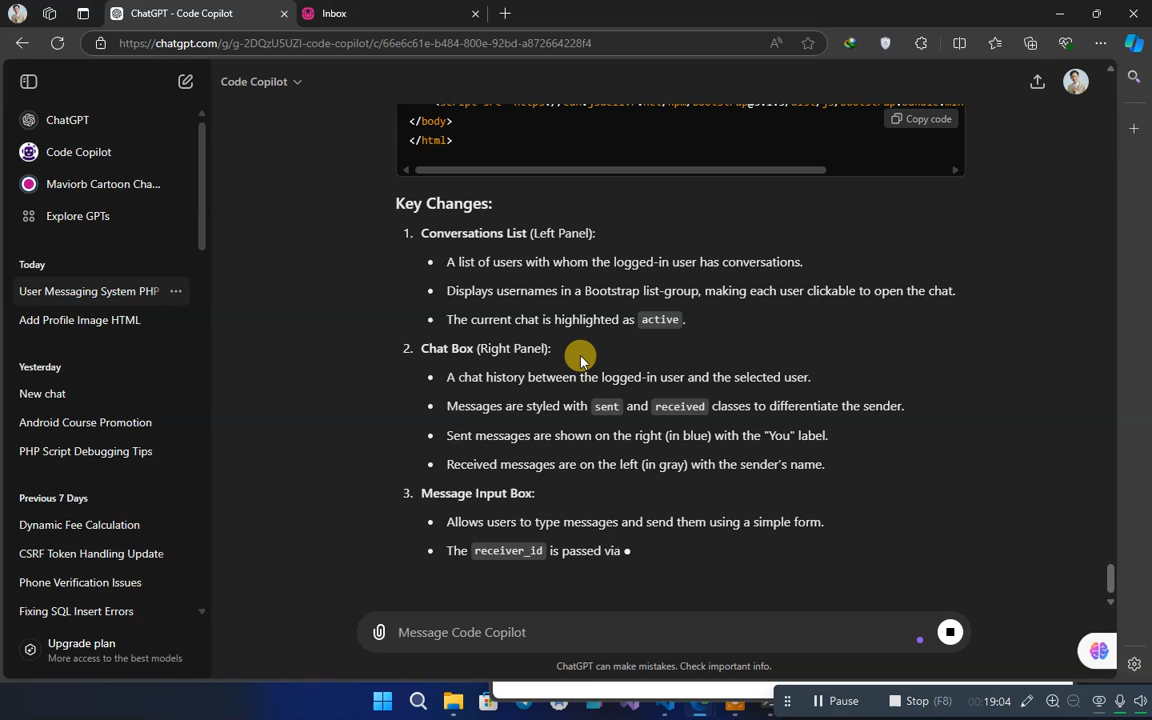 ChatGPT - Code Copilot
Inbox
https://chatgpt.com/g/g-2DQzU5UZI-code-copilot/c/66e6c61e-b484-800e-92bd-a872664228f4
Code Copilot
ChatGPT
Code Copilot
Maviorb Cartoon Cha...
Explore GPTs
Today
User Messaging System PHP
Add Profile Image HTML
Yesterday
New chat
Android Course Promotion
PHP Script Debugging Tips
Previous 7 Days
Dynamic Fee Calculation
CSRF Token Handling Update
Phone Verification Issues
Fixing SQL Insert Errors
Upgrade plan
More access to the best models
</body>
Copy code
</html>
Key Changes:
1. Conversations List (Left Panel):
• A list of users with whom the logged-in user has conversations.
• Displays usernames in a Bootstrap list-group, making each user clickable to open the chat.
• The current chat is highlighted as active.
2. Chat Box (Right Panel):
• A chat history between the logged-in user and the selected user.
• Messages are styled with sent and received classes to differentiate the sender.
• Sent messages are shown on the right (in blue) with the "You" label.
• Received messages are on the left (in gray) with the sender's name.
3. Message Input Box:
• Allows users to type messages and send them using a simple form.
• The receiver_id is passed via
Message Code Copilot
ChatGPT can make mistakes. Check important info.
Pause
Stop (F8)
00:19:04